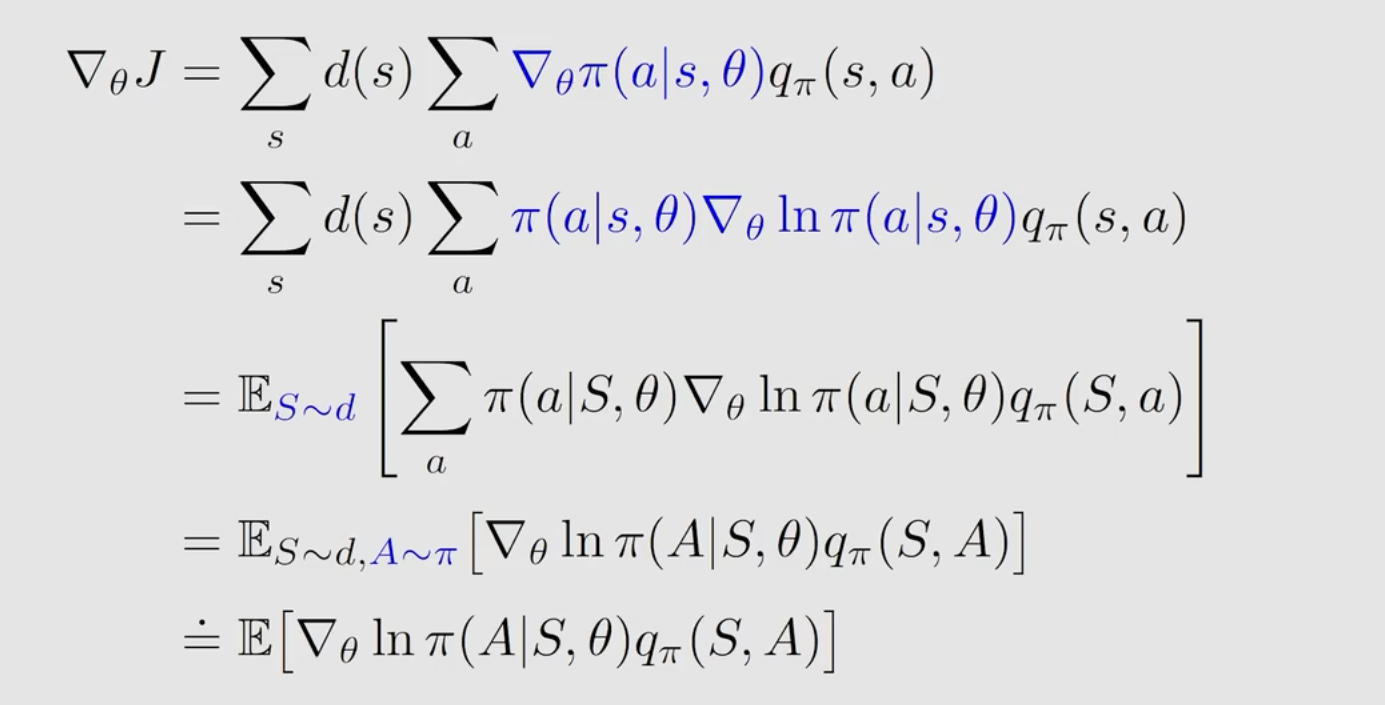 ∇_θ J = ∑_s d(s) ∑_a ∇_θ π(a|s, θ) q_π(s, a)
= ∑_s d(s) ∑_a π(a|s, θ) ∇_θ ln π(a|s, θ) q_π(s, a)
= 𝔼_{S∼d} [ ∑_a π(a|S, θ) ∇_θ ln π(a|S, θ) q_π(S, a) ]
= 𝔼_{S∼d, A∼π} [ ∇_θ ln π(A|S, θ) q_π(S, A) ]
≐ 𝔼[ ∇_θ ln π(A|S, θ) q_π(S, A) ]